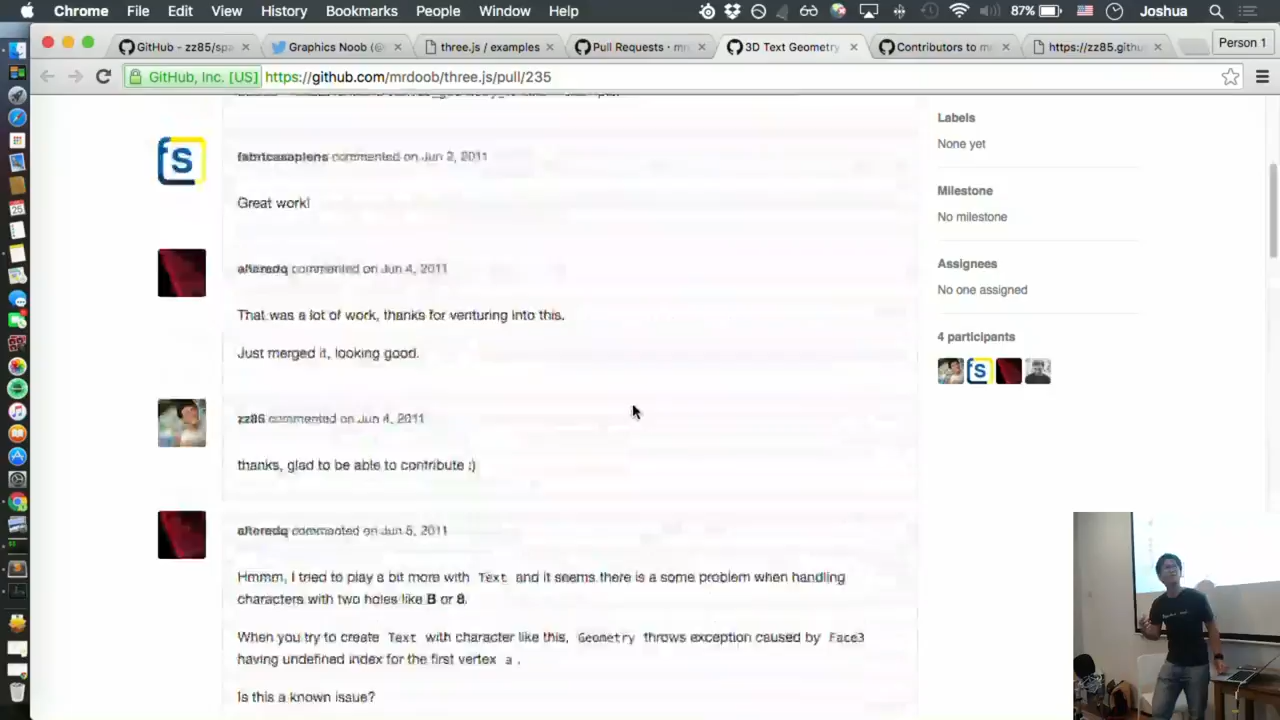 Chrome File Edit View History Bookmarks People Window Help 87% Joshua
GitHub - zz85/spa Graphics Noob (@ three.js / examples Pull Requests · mr 3D Text Geometry Contributors to m https://zz85.githu Person 1
GitHub, Inc. [US] https://github.com/mrdoob/three.js/pull/235
fabricasapiens commented on Jun 2, 2011
Great work!
alteredq commented on Jun 4, 2011
That was a lot of work, thanks for venturing into this.
Just merged it, looking good.
zz85 commented on Jun 4, 2011
thanks, glad to be able to contribute :)
alteredq commented on Jun 5, 2011
Hmmm, I tried to play a bit more with Text and it seems there is a some problem when handling
characters with two holes like B or 8.
When you try to create Text with character like this, Geometry throws exception caused by Face3
having undefined index for the first vertex a .
Is this a known issue?
Labels
None yet
Milestone
No milestone
Assignees
No one assigned
4 participants